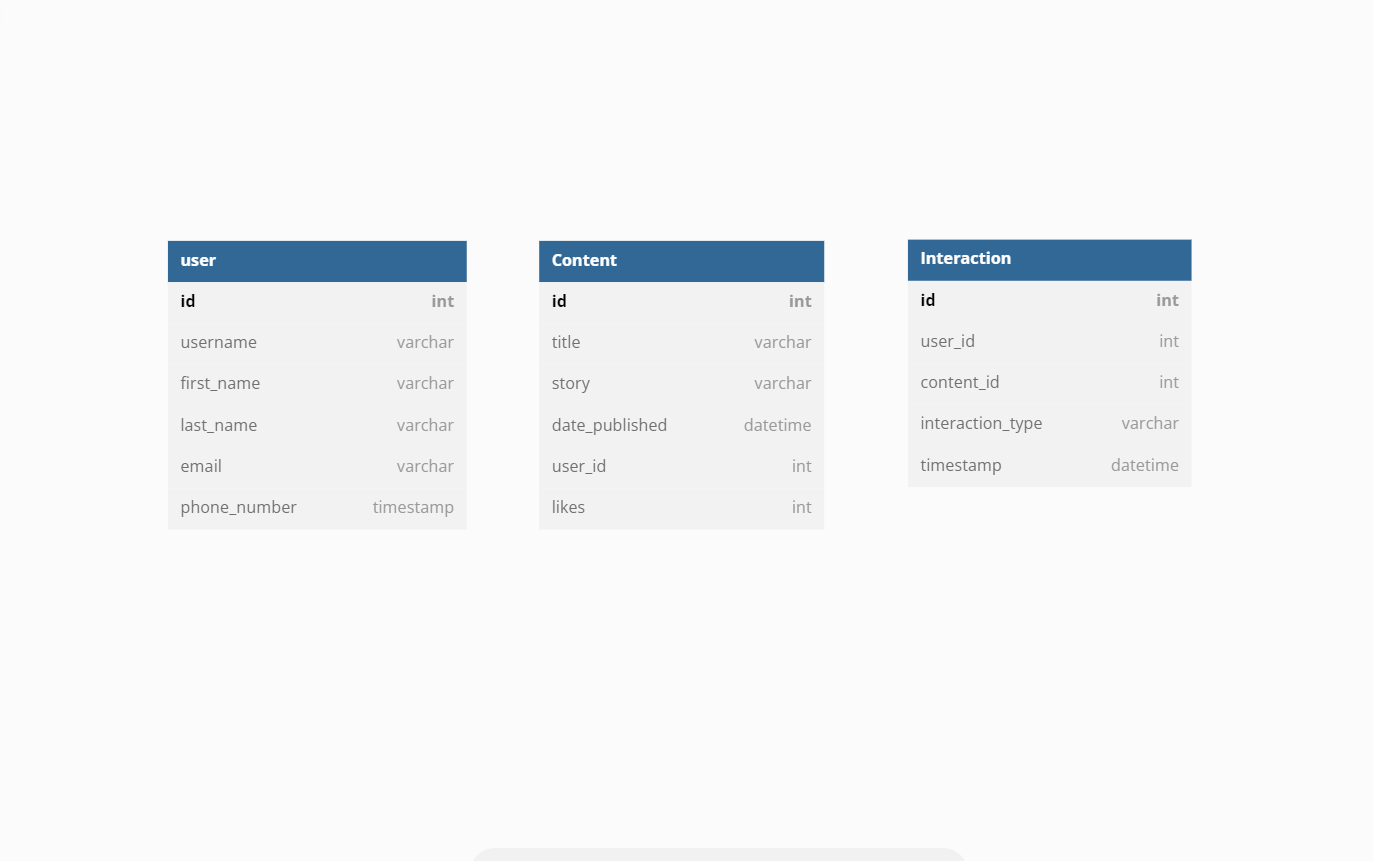 user
id int
username varchar
first_name varchar
last_name varchar
email varchar
phone_number timestamp
Content
id int
title varchar
story varchar
date_published datetime
user_id int
likes int
Interaction
id int
user_id int
content_id int
interaction_type varchar
timestamp datetime